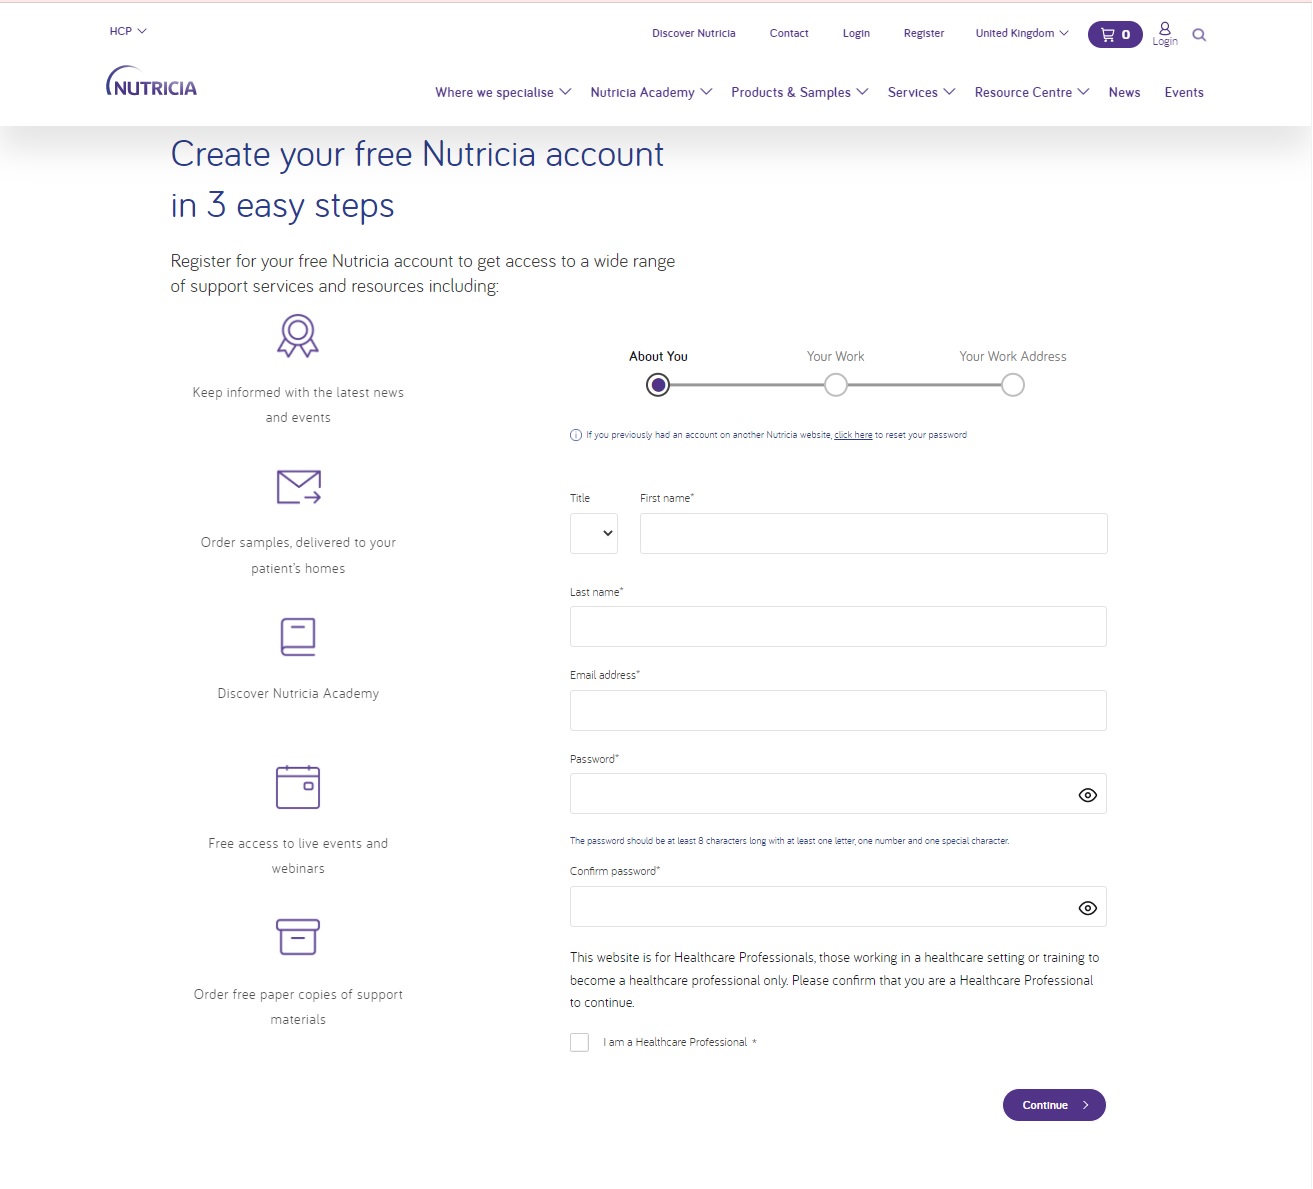 HCP
Discover Nutricia
Contact
Login
Register
United Kingdom
0
Login
NUTRICIA
Where we specialise
Nutricia Academy
Products & Samples
Services
Resource Centre
News
Events
Create your free Nutricia account
in 3 easy steps
Register for your free Nutricia account to get access to a wide range
of support services and resources including:
Keep informed with the latest news
and events
Order samples, delivered to your
patient's homes
Discover Nutricia Academy
Free access to live events and
webinars
Order free paper copies of support
materials
About You
Your Work
Your Work Address
If you previously had an account on another Nutricia website, click here to reset your password
Title
First name*
Last name*
Email address*
Password*
The password should be at least 8 characters long with at least one letter, one number and one special character.
Confirm password*
This website is for Healthcare Professionals, those working in a healthcare setting or training to
become a healthcare professional only. Please confirm that you are a Healthcare Professional
to continue.
I am a Healthcare Professional *
Continue